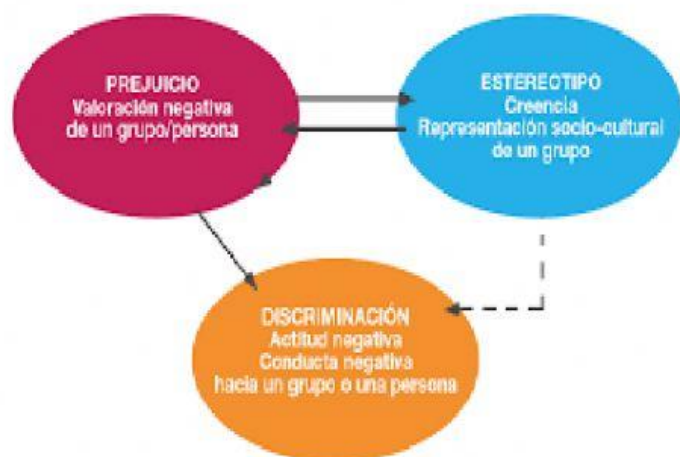 PREJUICIO
Valoración negativa
de un grupo/persona
ESTEREOTIPO
Creencia
Representación socio-cultural
de un grupo
DISCRIMINACIÓN
Actitud negativa
Conducta negativa
hacia un grupo o una persona